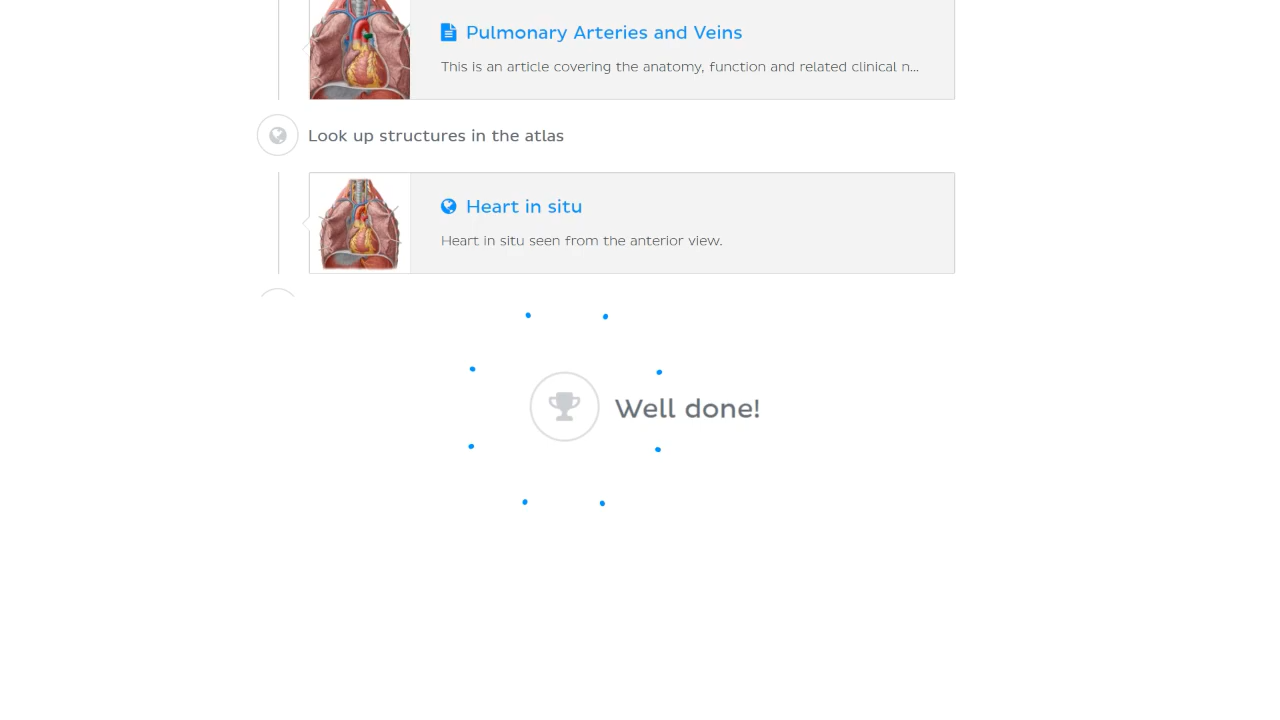 Pulmonary Arteries and Veins
This is an article covering the anatomy, function and related clinical n...
Look up structures in the atlas
Heart in situ
Heart in situ seen from the anterior view.
Well done!